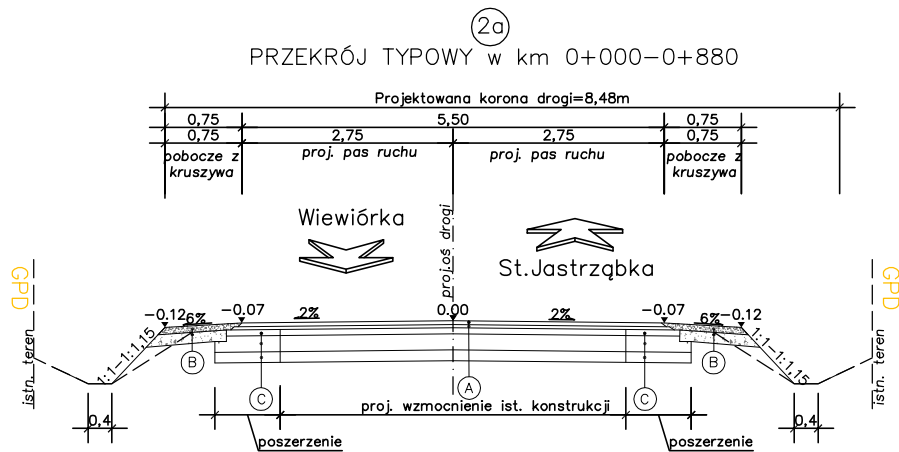 2a
PRZEKRÓJ TYPOWY w km 0+000-0+880
Projektowana korona drogi=8,48m
0,75 5,50 0,75
0,75 2,75 2,75 0,75
pobocze z kruszywa
proj. pas ruchu
proj. pas ruchu
pobocze z kruszywa
Wiewiórka
proj.oś drogi
St.Jastrząbka
GPD
GPD
-0.12 6% -0.07 2% 0.00 2% -0.07 6% -0.12
istn. teren
1:1-1:1,15
B
C
A
C
B
1:1-1:1,15
istn. teren
0,4
proj. wzmocnienie ist. konstrukcji
0,4
poszerzenie
poszerzenie